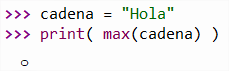 >>> cadena = "Hola"
>>> print( max(cadena) )
o